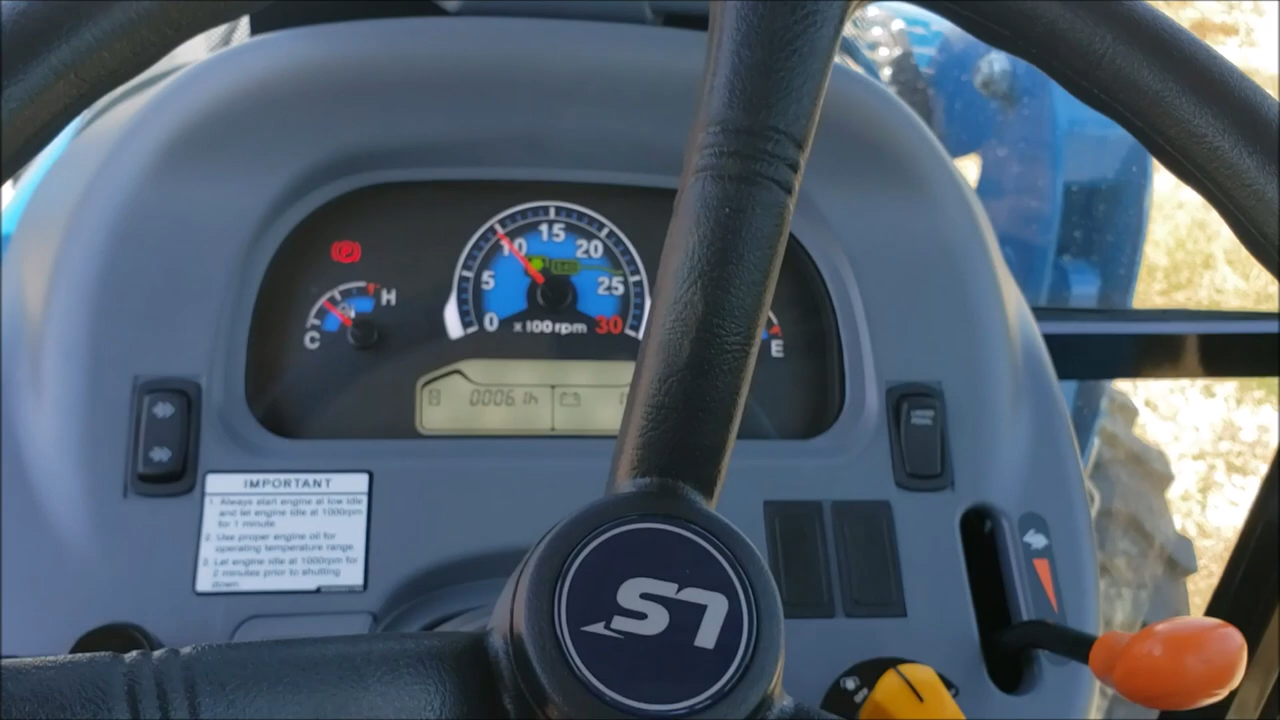 15
10
20
5
25
0
x100rpm
30
H
C
E
0006.1h
IMPORTANT
1. Always start engine at low idle
and let engine idle at 1000rpm
for 1 minute.
2. Use proper engine oil for
operating temperature range.
3. Let engine idle at 1000rpm for
2 minutes prior to shutting
down.
LS